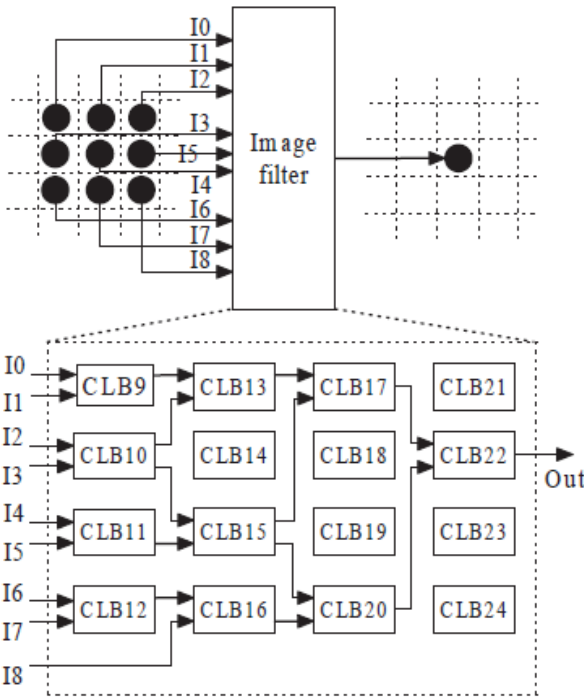 I0
I1
I2
I3
I5
I4
I6
I7
I8
Image
filter
I0
I1
I2
I3
I4
I5
I6
I7
I8
CLB9
CLB13
CLB17
CLB21
CLB10
CLB14
CLB18
CLB22
Out
CLB11
CLB15
CLB19
CLB23
CLB12
CLB16
CLB20
CLB24